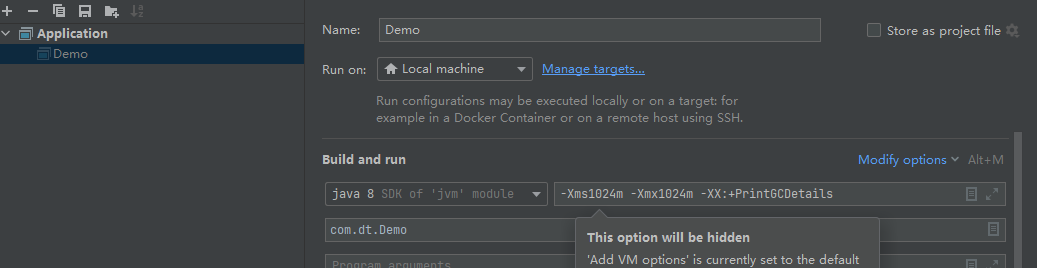 Application
Demo
Name: Demo
Store as project file
Run on: Local machine Manage targets...
Run configurations may be executed locally or on a target: for
example in a Docker Container or on a remote host using SSH.
Build and run
Modify options Alt+M
java 8 SDK of 'jvm' module -Xms1024m -Xmx1024m -XX:+PrintGCDetails
com.dt.Demo
This option will be hidden
'Add VM options' is currently set to the default
Program arguments